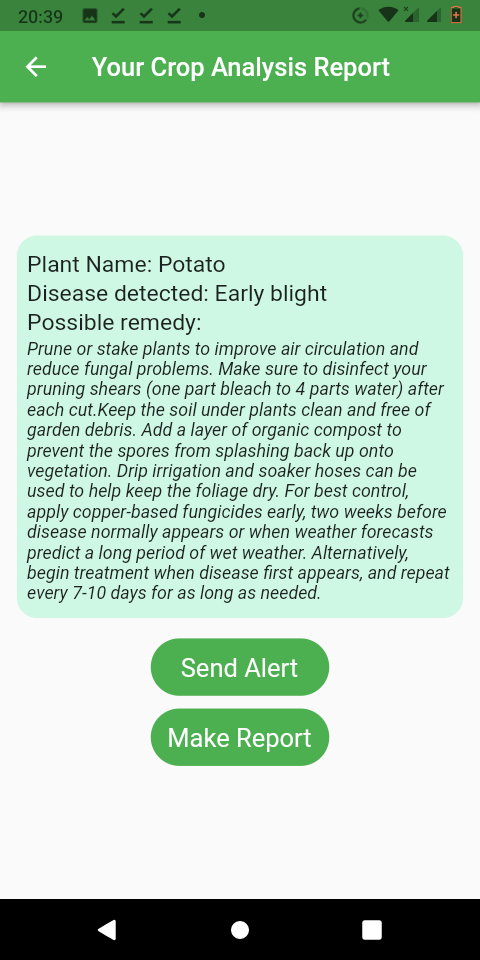 20:39
Your Crop Analysis Report
Plant Name: Potato
Disease detected: Early blight
Possible remedy:
Prune or stake plants to improve air circulation and
reduce fungal problems. Make sure to disinfect your
pruning shears (one part bleach to 4 parts water) after
each cut.Keep the soil under plants clean and free of
garden debris. Add a layer of organic compost to
prevent the spores from splashing back up onto
vegetation. Drip irrigation and soaker hoses can be
used to help keep the foliage dry. For best control,
apply copper-based fungicides early, two weeks before
disease normally appears or when weather forecasts
predict a long period of wet weather. Alternatively,
begin treatment when disease first appears, and repeat
every 7-10 days for as long as needed.
Send Alert
Make Report